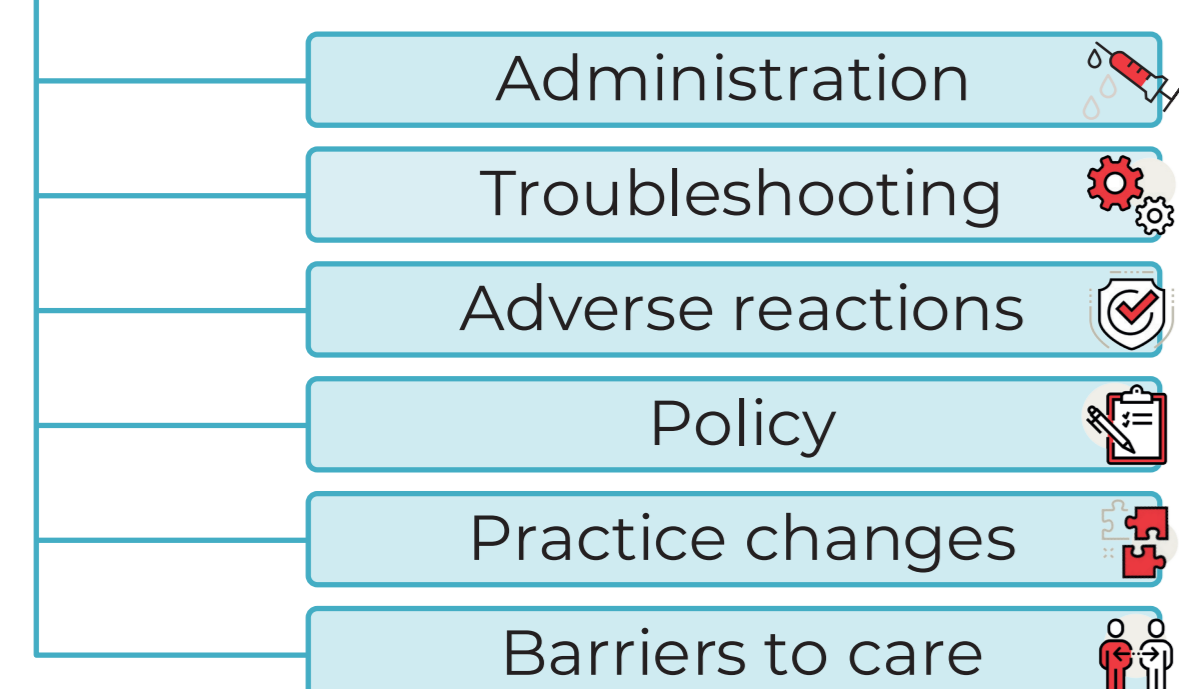 Administration
Troubleshooting
Adverse reactions
Policy
Practice changes
Barriers to care